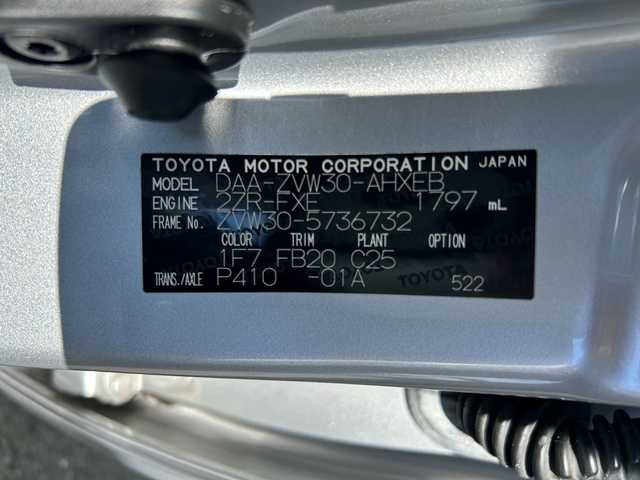 TOYOTA MOTOR CORPORATION JAPAN
MODEL DAA-ZVW30-AHXEB
ENGINE 2ZR-FXE 1797 mL
FRAME No. ZVW30-5736732
COLOR TRIM PLANT OPTION
1F7 FB20 C25
TRANS./AXLE P410 -01A 522